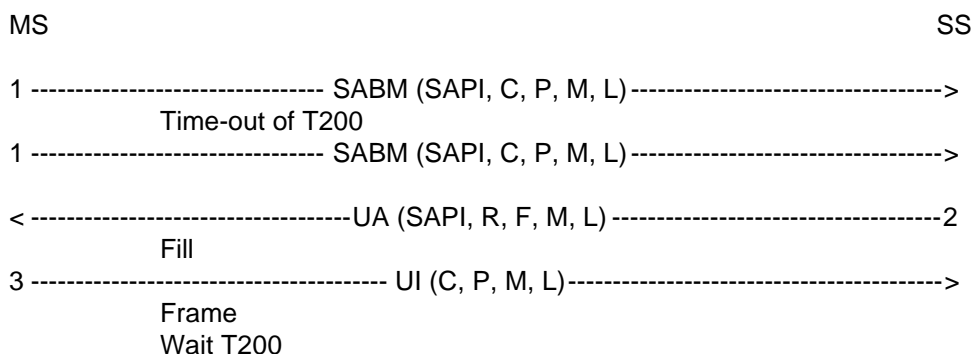 MS SS
1 --------------------------------- SABM (SAPI, C, P, M, L)----------------------------------->
Time-out of T200
1 --------------------------------- SABM (SAPI, C, P, M, L)----------------------------------->
< ------------------------------------UA (SAPI, R, F, M, L) -------------------------------------2
Fill
3 ---------------------------------------- UI (C, P, M, L)------------------------------------------>
Frame
Wait T200